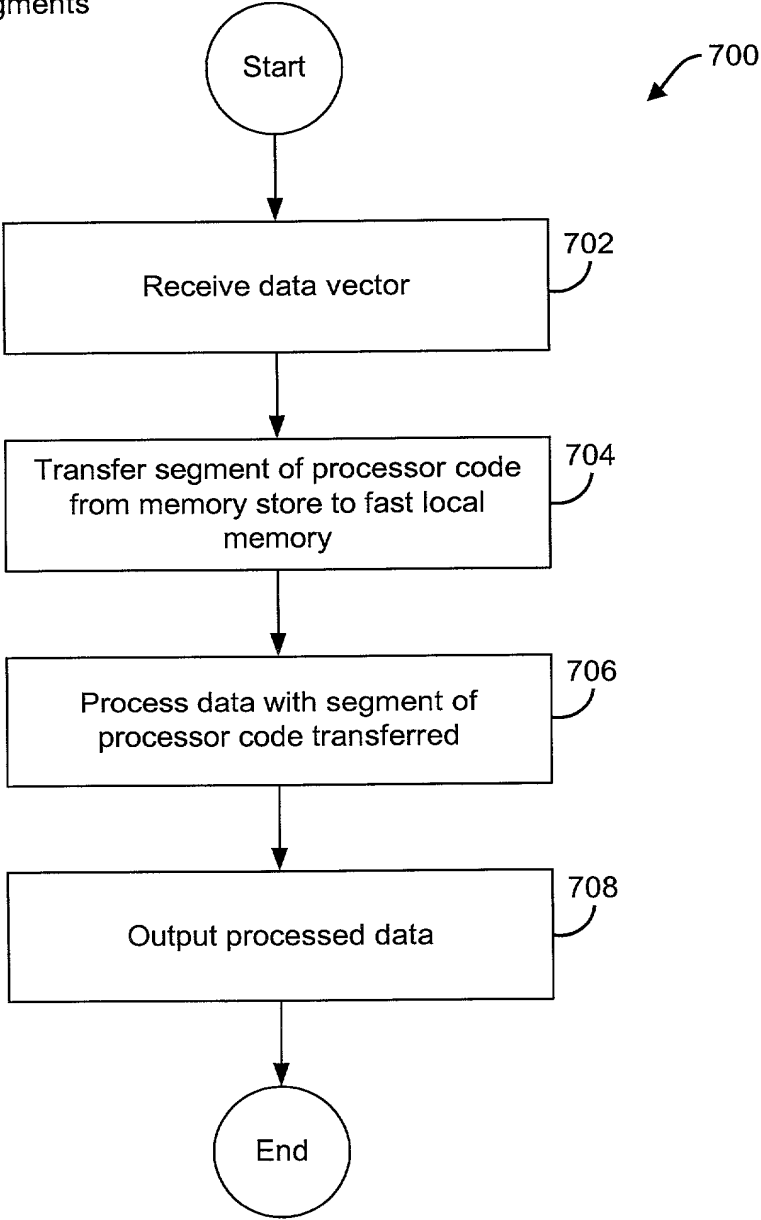 Start
700
702
Receive data vector
704
Transfer segment of processor code
from memory store to fast local
memory
706
Process data with segment of
processor code transferred
708
Output processed data
End